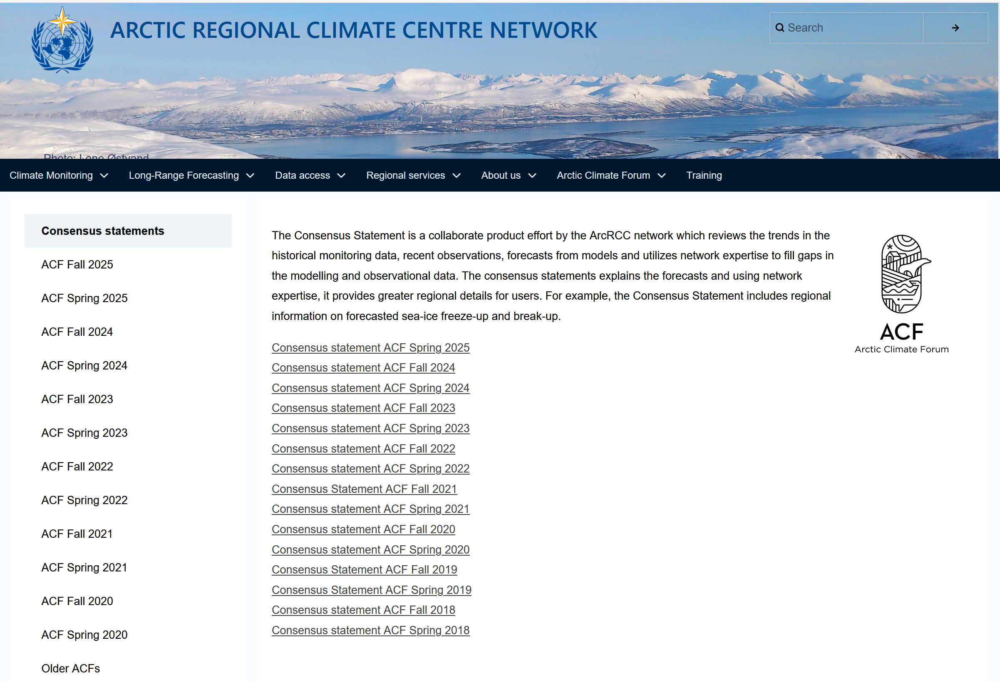 ARCTIC REGIONAL CLIMATE CENTRE NETWORK
Search
Photo: Lene Østvand
Climate Monitoring
Long-Range Forecasting
Data access
Regional services
About us
Arctic Climate Forum
Training
Consensus statements
ACF Fall 2025
ACF Spring 2025
ACF Fall 2024
ACF Spring 2024
ACF Fall 2023
ACF Spring 2023
ACF Fall 2022
ACF Spring 2022
ACF Fall 2021
ACF Spring 2021
ACF Fall 2020
ACF Spring 2020
Older ACFs
The Consensus Statement is a collaborate product effort by the ArcRCC network which reviews the trends in the
historical monitoring data, recent observations, forecasts from models and utilizes network expertise to fill gaps in
the modelling and observational data. The consensus statements explains the forecasts and using network
expertise, it provides greater regional details for users. For example, the Consensus Statement includes regional
information on forecasted sea-ice freeze-up and break-up.
Consensus statement ACF Spring 2025
Consensus statement ACF Fall 2024
Consensus statement ACF Spring 2024
Consensus statement ACF Fall 2023
Consensus statement ACF Spring 2023
Consensus statement ACF Fall 2022
Consensus statement ACF Spring 2022
Consensus Statement ACF Fall 2021
Consensus statement ACF Spring 2021
Consensus statement ACF Fall 2020
Consensus statement ACF Spring 2020
Consensus Statement ACF Fall 2019
Consensus Statement ACF Spring 2019
Consensus statement ACF Fall 2018
Consensus statement ACF Spring 2018
ACF
Arctic Climate Forum